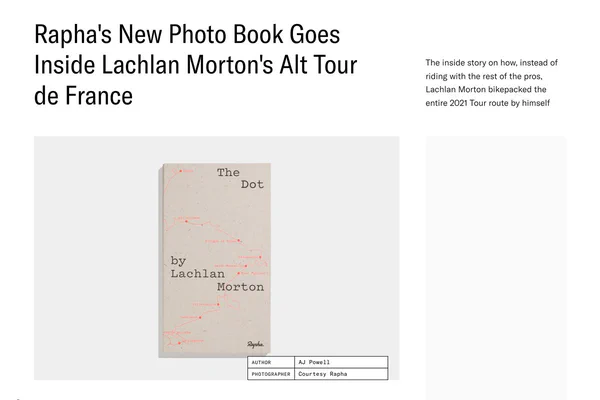 Rapha's New Photo Book Goes
Inside Lachlan Morton's Alt Tour
de France
The inside story on how, instead of
riding with the rest of the pros,
Lachlan Morton bikepacked the
entire 2021 Tour route by himself
The
Dot
by
Lachlan
Morton
Rapha
AUTHOR AJ Powell
PHOTOGRAPHER Courtesy Rapha